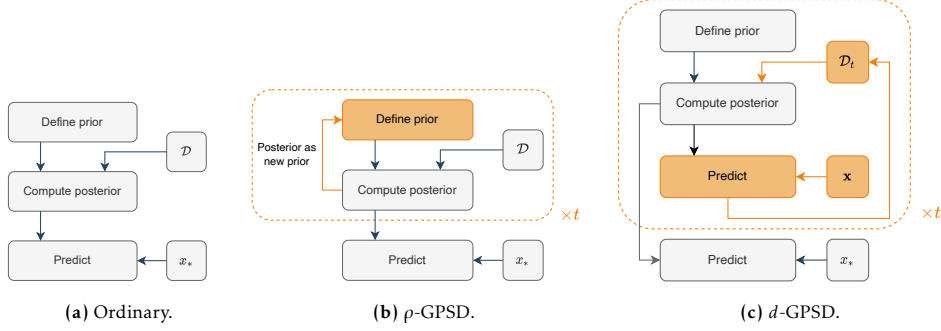 Define prior
𝒟
Compute posterior
Predict
x*
(a) Ordinary.
Define prior
Posterior as
new prior
𝒟
Compute posterior
×t
Predict
x*
(b) ρ-GPSD.
Define prior
𝒟t
Compute posterior
Predict
x
×t
Predict
x*
(c) d-GPSD.